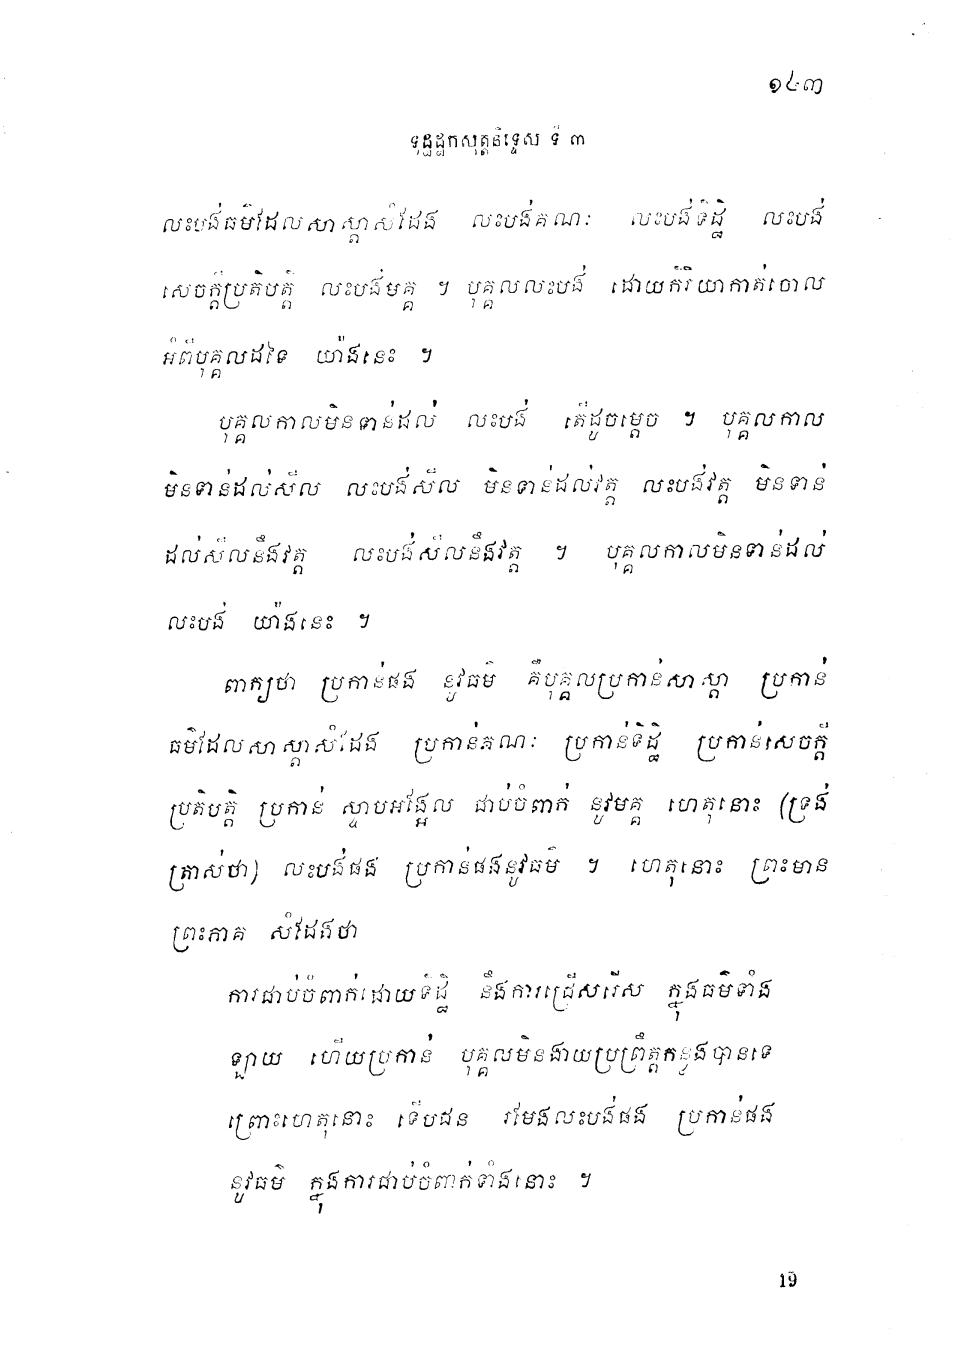 ១៤៣
ទុដ្ឋដ្ឋកសុត្តនិទ្ទេស ទី ៣
លះបង់ធម៌ដែលសាស្តាសំដែង លះបង់គណៈ លះបង់ទិដ្ឋិ លះបង់
សេចក្តីប្រតិបត្តិ លះបង់មគ្គ ។ បុគ្គលលះបង់ ដោយកិរិយាកាត់ចោល
អំពីបុគ្គលដទៃ យ៉ាងនេះ ។
បុគ្គលកាលមិនទាន់ដល់ លះបង់ តើដូចម្តេច ។ បុគ្គលកាល
មិនទាន់ដល់សីល លះបង់សីល មិនទាន់ដល់វត្ត លះបង់វត្ត មិនទាន់
ដល់សីលនឹងវត្ត លះបង់សីលនឹងវត្ត ។ បុគ្គលកាលមិនទាន់ដល់
លះបង់ យ៉ាងនេះ ។
ពាក្យថា ប្រកាន់ផង នូវធម៌ គឺបុគ្គលប្រកាន់សាស្តា ប្រកាន់
ធម៌ដែលសាស្តាសំដែង ប្រកាន់គណៈ ប្រកាន់ទិដ្ឋិ ប្រកាន់សេចក្តី
ប្រតិបត្តិ ប្រកាន់ ស្ទាបអង្អែល ជាប់ចំពាក់ នូវមគ្គ ហេតុនោះ (ទ្រង់
ត្រាស់ថា) លះបង់ផង ប្រកាន់ផងនូវធម៌ ។ ហេតុនោះ ព្រះមាន
ព្រះភាគ សំដែងថា
ការជាប់ចំពាក់ដោយទិដ្ឋិ នឹងការជ្រើសរើស ក្នុងធម៌ទាំង
ឡាយ ហើយប្រកាន់ បុគ្គលមិនងាយប្រព្រឹត្តកន្លងបានទេ
ព្រោះហេតុនោះ ទើបជន រមែងលះបង់ផង ប្រកាន់ផង
នូវធម៌ ក្នុងការជាប់ចំពាក់ទាំងនោះ ។
19